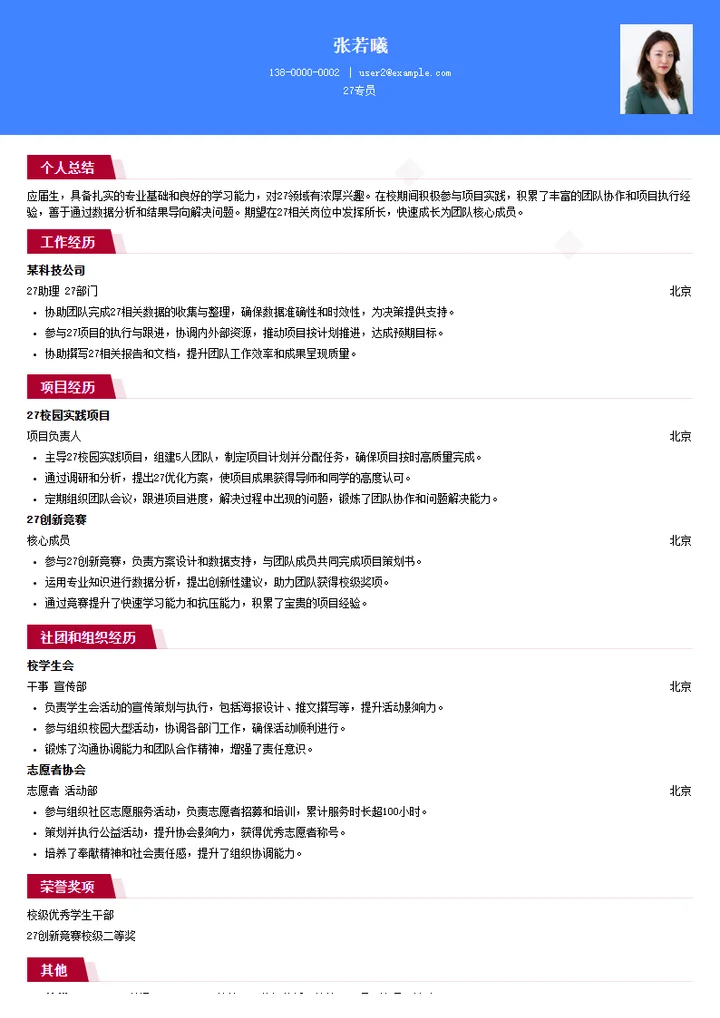 张若曦
138-0000-0002 | user2@example.com
27专员
个人总结
应届生，具备扎实的专业基础和良好的学习能力，对27领域有浓厚兴趣。在校期间积极参与项目实践，积累了丰富的团队协作和项目执行经
验，善于通过数据分析和结果导向解决问题。期望在27相关岗位中发挥所长，快速成长为团队核心成员。
工作经历
某科技公司
27助理 27部门 北京
• 协助团队完成27相关数据的收集与整理，确保数据准确性和时效性，为决策提供支持。
• 参与27项目的执行与跟进，协调内外部资源，推动项目按计划推进，达成预期目标。
• 协助撰写27相关报告和文档，提升团队工作效率和成果呈现质量。
项目经历
27校园实践项目
项目负责人 北京
• 主导27校园实践项目，组建5人团队，制定项目计划并分配任务，确保项目按时高质量完成。
• 通过调研和分析，提出27优化方案，使项目成果获得导师和同学的高度认可。
• 定期组织团队会议，跟进项目进度，解决过程中出现的问题，锻炼了团队协作和问题解决能力。
27创新竞赛
核心成员 北京
• 参与27创新竞赛，负责方案设计和数据支持，与团队成员共同完成项目策划书。
• 运用专业知识进行数据分析，提出创新性建议，助力团队获得校级奖项。
• 通过竞赛提升了快速学习能力和抗压能力，积累了宝贵的项目经验。
社团和组织经历
校学生会
干事 宣传部 北京
• 负责学生会活动的宣传策划与执行，包括海报设计、推文撰写等，提升活动影响力。
• 参与组织校园大型活动，协调各部门工作，确保活动顺利进行。
• 锻炼了沟通协调能力和团队合作精神，增强了责任意识。
志愿者协会
志愿者 活动部 北京
• 参与组织社区志愿服务活动，负责志愿者招募和培训，累计服务时长超100小时。
• 策划并执行公益活动，提升协会影响力，获得优秀志愿者称号。
• 培养了奉献精神和社会责任感，提升了组织协调能力。
荣誉奖项
校级优秀学生干部
27创新竞赛校级二等奖
其他